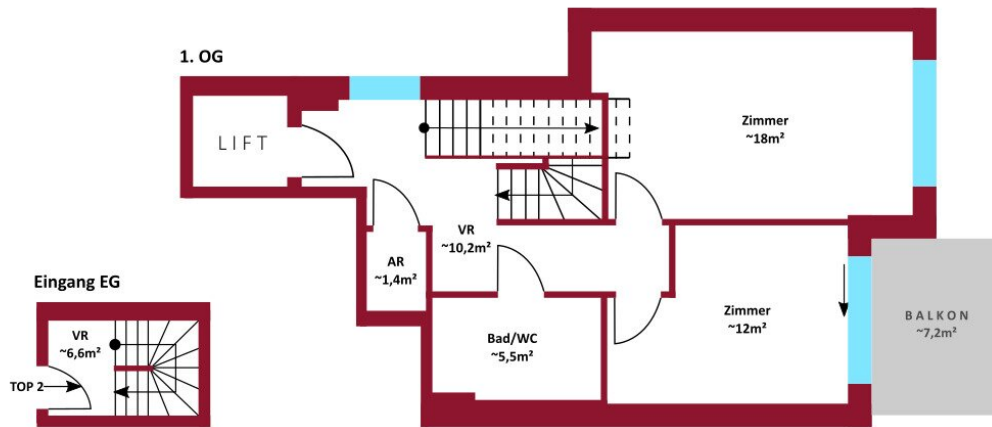 1. OG
LIFT
Zimmer
~18m²
VR
~10,2m²
AR
~1,4m²
Eingang EG
VR
~6,6m²
TOP 2
Bad/WC
~5,5m²
Zimmer
~12m²
BALKON
~7,2m²